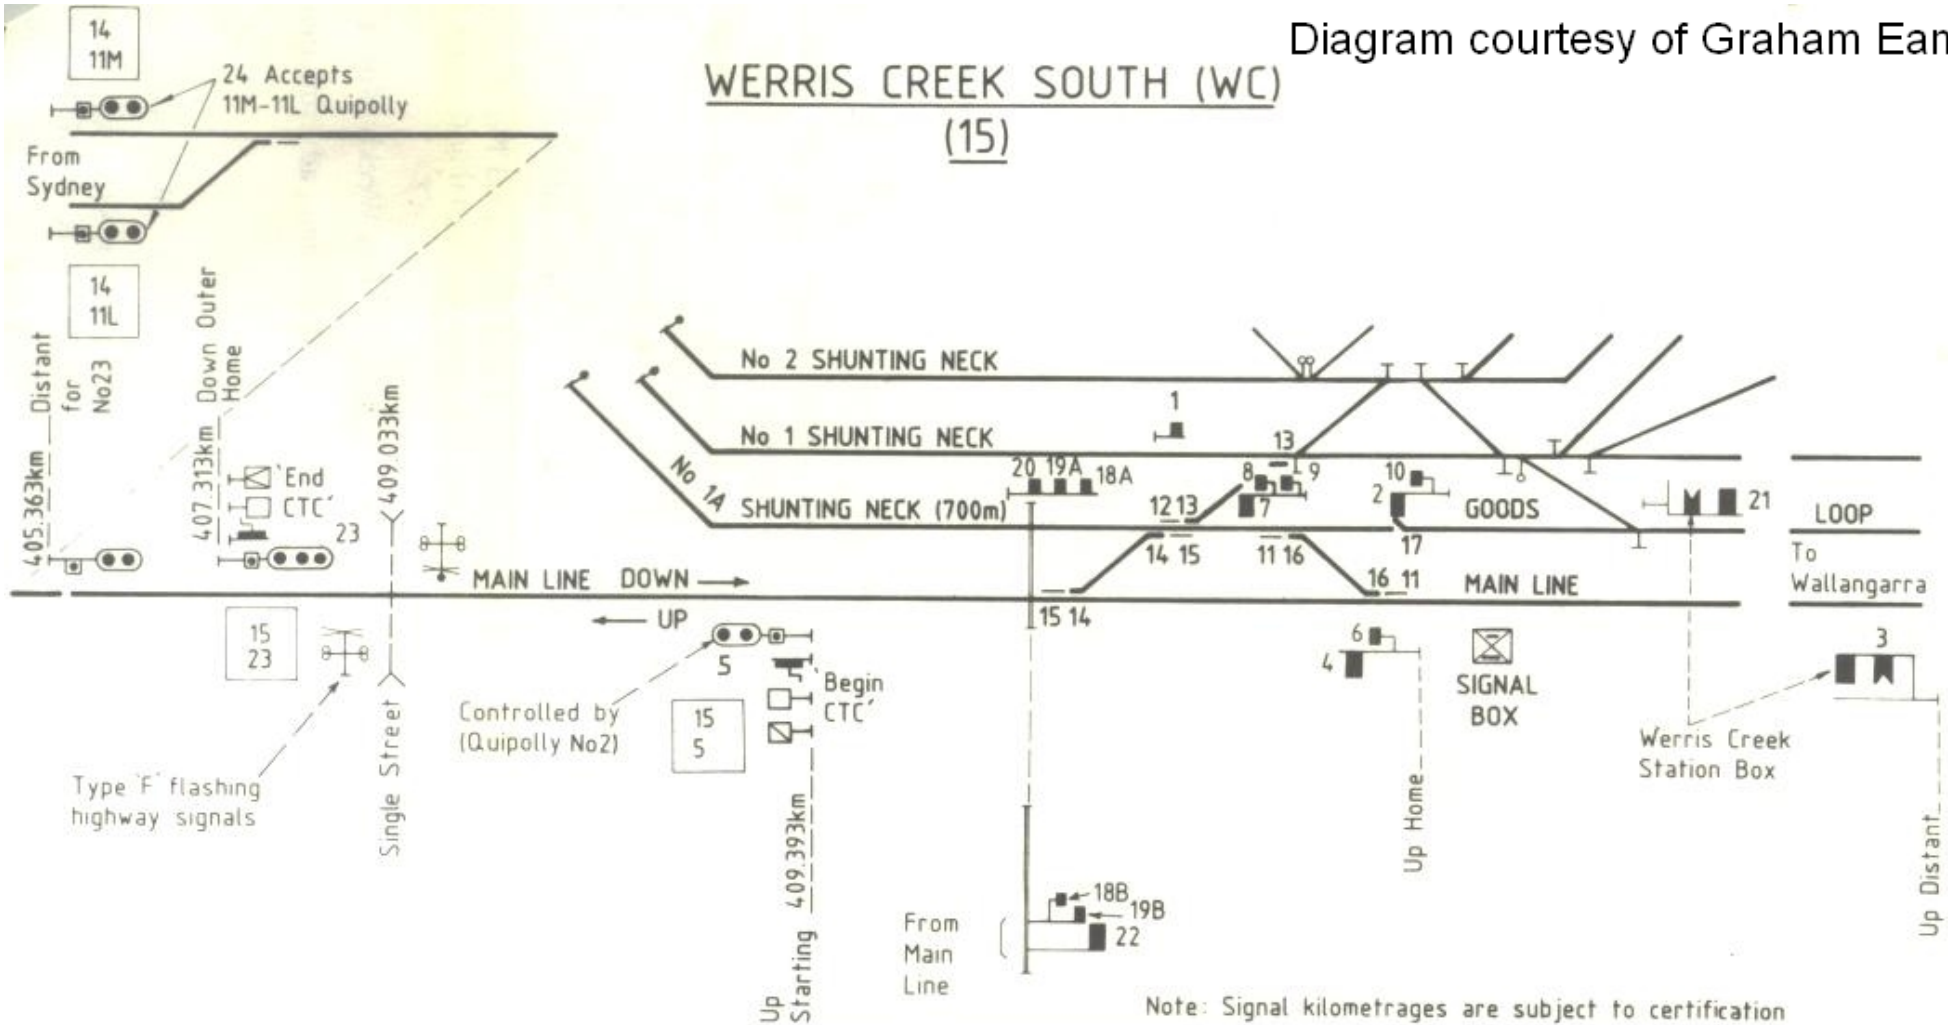 Diagram courtesy of Graham Ean
WERRIS CREEK SOUTH (WC)
(15)
14
11M
24 Accepts
11M-11L Quipolly
From
Sydney
14
11L
405.363km
Distant
for
No23
407.313km
Down Outer
Home
'End
CTC'
23
409.033km
15
23
Type 'F' flashing
highway signals
Single Street
MAIN LINE DOWN
UP
5
Controlled by
(Quipolly No2)
15
5
'Begin
CTC'
Up
Starting 409.393km
No 2 SHUNTING NECK
No 1 SHUNTING NECK
No 1A
SHUNTING NECK (700m)
1
13
20 19A
18A
8
9
10
12 13
7
2
GOODS
21
LOOP
14 15
11 16
17
To
Wallangarra
16 11
MAIN LINE
15 14
6
4
SIGNAL
BOX
3
Werris Creek
Station Box
Up Home
Up Distant
From
Main
Line
18B
19B
22
Note: Signal kilometrages are subject to certification